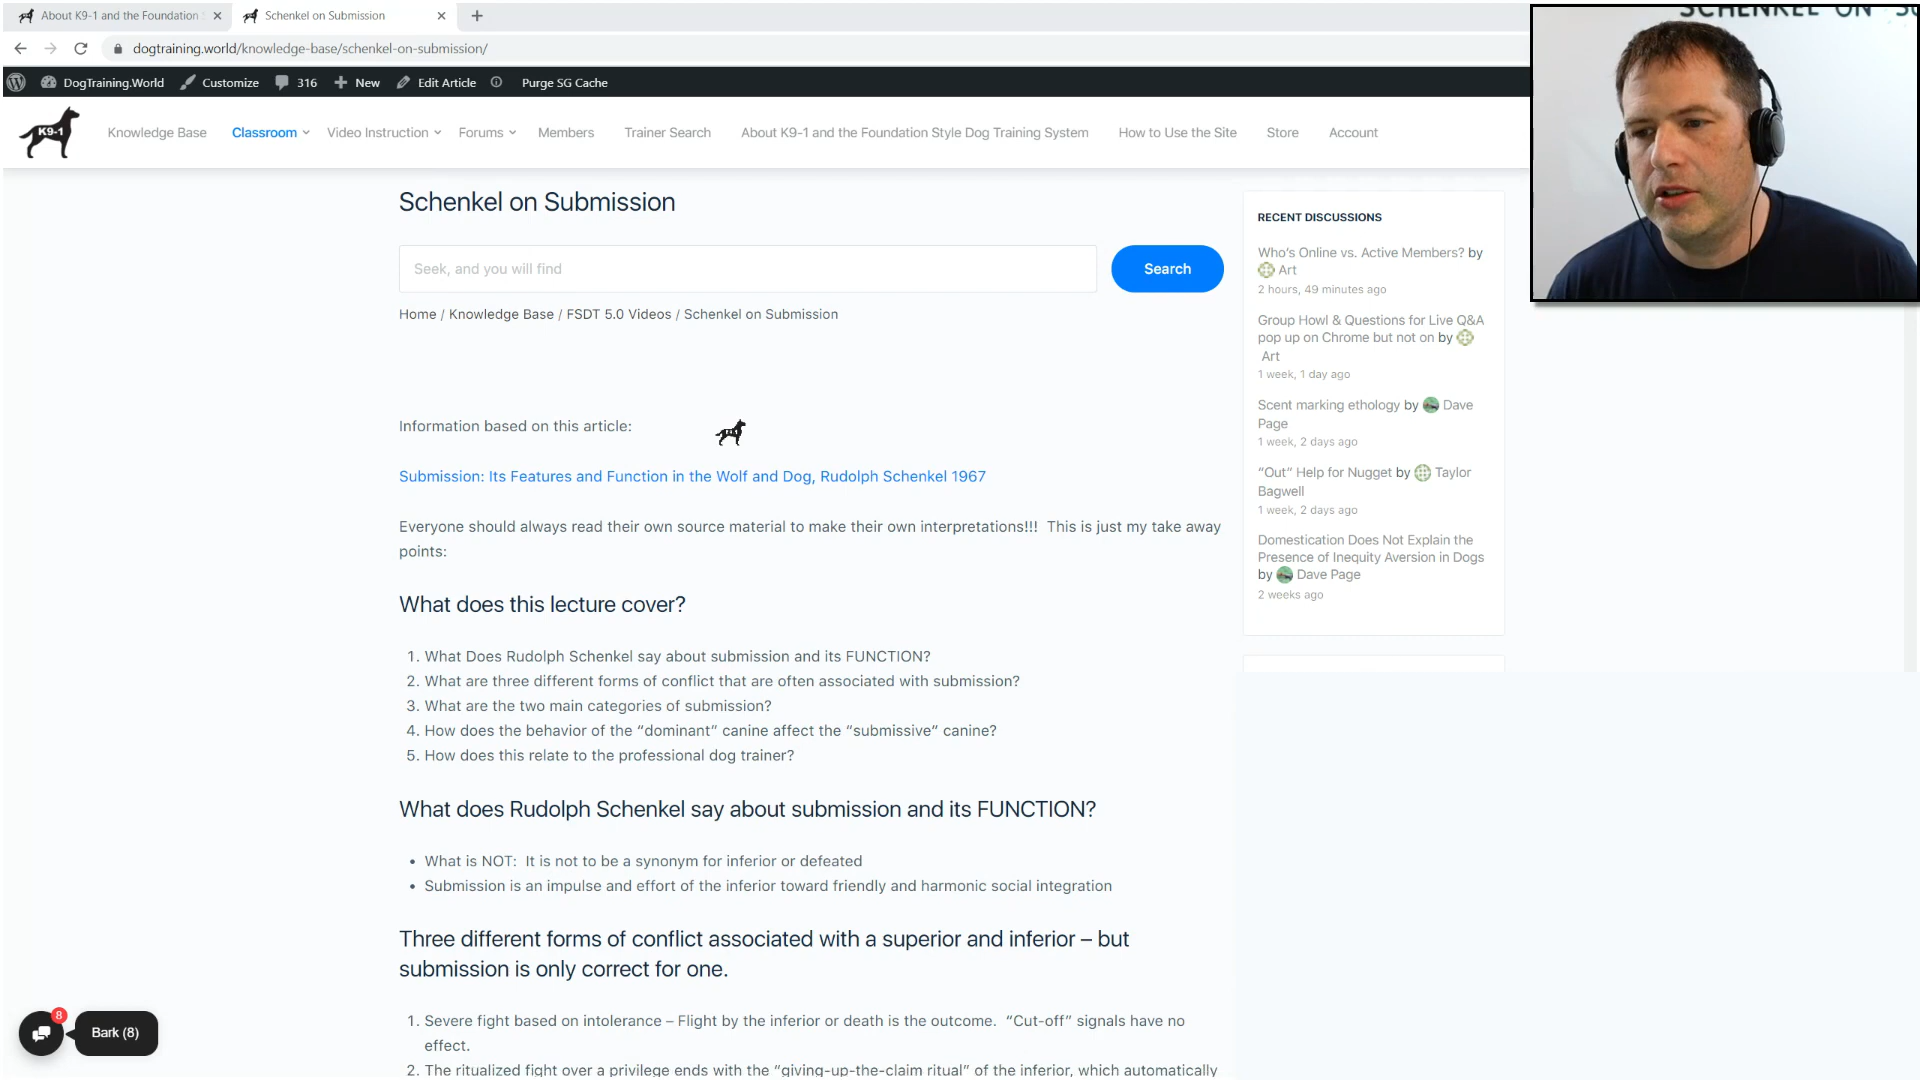 About K9-1 and the Foundation S
Schenkel on Submission
dogtraining.world/knowledge-base/schenkel-on-submission/
DogTraining.World
Customize
316
New
Edit Article
Purge SG Cache
K9-1
Knowledge Base
Classroom
Video Instruction
Forums
Members
Trainer Search
About K9-1 and the Foundation Style Dog Training System
How to Use the Site
Store
Account
SCHENKEL ON
Schenkel on Submission
Seek, and you will find
Search
Home / Knowledge Base / FSDT 5.0 Videos / Schenkel on Submission
Information based on this article:
Submission: Its Features and Function in the Wolf and Dog, Rudolph Schenkel 1967
Everyone should always read their own source material to make their own interpretations!!! This is just my take away
points:
What does this lecture cover?
1. What Does Rudolph Schenkel say about submission and its FUNCTION?
2. What are three different forms of conflict that are often associated with submission?
3. What are the two main categories of submission?
4. How does the behavior of the “dominant” canine affect the “submissive” canine?
5. How does this relate to the professional dog trainer?
What does Rudolph Schenkel say about submission and its FUNCTION?
• What is NOT: It is not to be a synonym for inferior or defeated
• Submission is an impulse and effort of the inferior toward friendly and harmonic social integration
Three different forms of conflict associated with a superior and inferior – but
submission is only correct for one.
1. Severe fight based on intolerance – Flight by the inferior or death is the outcome. “Cut-off” signals have no
effect.
2. The ritualized fight over a privilege ends with the “giving-up-the-claim ritual” of the inferior, which automatically
RECENT DISCUSSIONS
Who’s Online vs. Active Members? by
Art
2 hours, 49 minutes ago
Group Howl & Questions for Live Q&A
pop up on Chrome but not on by
Art
1 week, 1 day ago
Scent marking ethology by Dave
Page
1 week, 2 days ago
“Out” Help for Nugget by Taylor
Bagwell
1 week, 2 days ago
Domestication Does Not Explain the
Presence of Inequity Aversion in Dogs
by Dave Page
2 weeks ago
8
Bark (8)